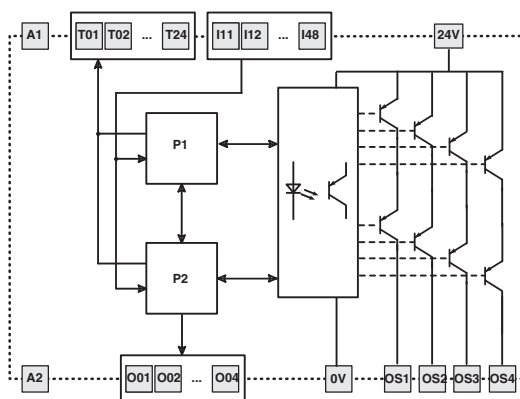 A1 T01 T02 ... T24 I11 I12 ... I48 24V
P1
P2
A2 O01 O02 ... O04 0V OS1 OS2 OS3 OS4